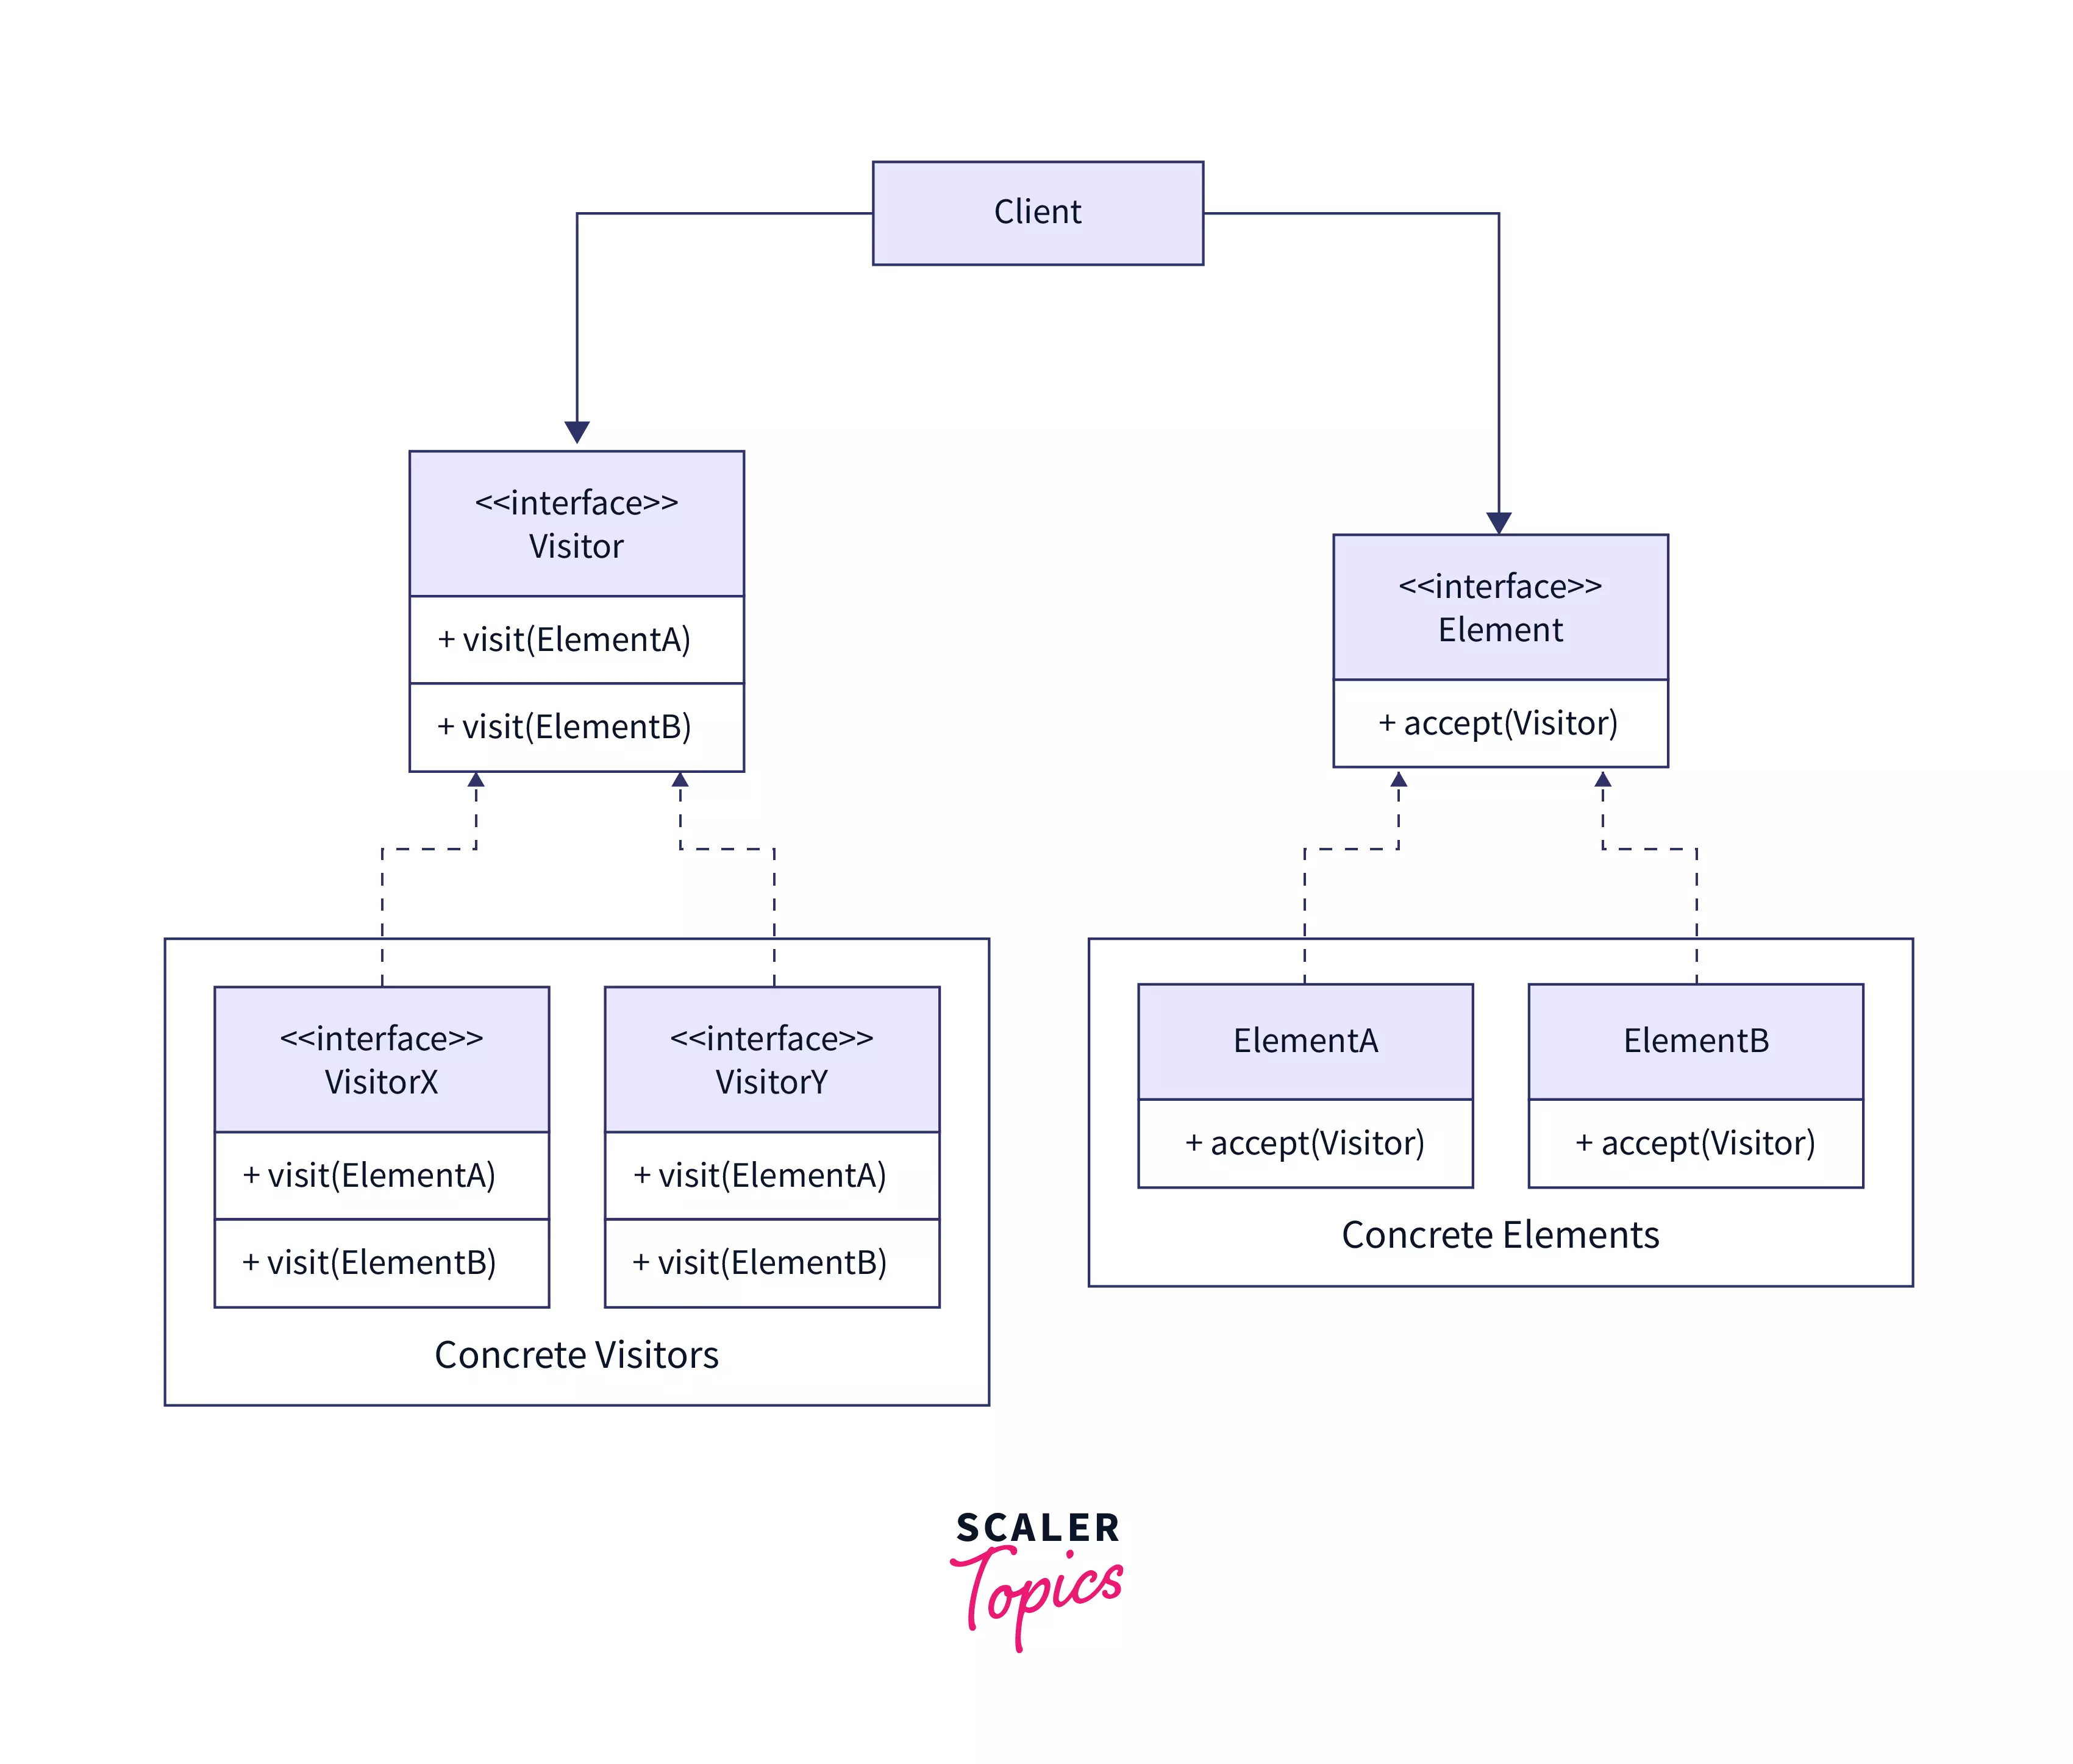 Client
<<interface>>
Visitor
+ visit(ElementA)
+ visit(ElementB)
<<interface>>
Element
+ accept(Visitor)
<<interface>>
VisitorX
+ visit(ElementA)
+ visit(ElementB)
<<interface>>
VisitorY
+ visit(ElementA)
+ visit(ElementB)
Concrete Visitors
ElementA
+ accept(Visitor)
ElementB
+ accept(Visitor)
Concrete Elements
SCALER
Topics